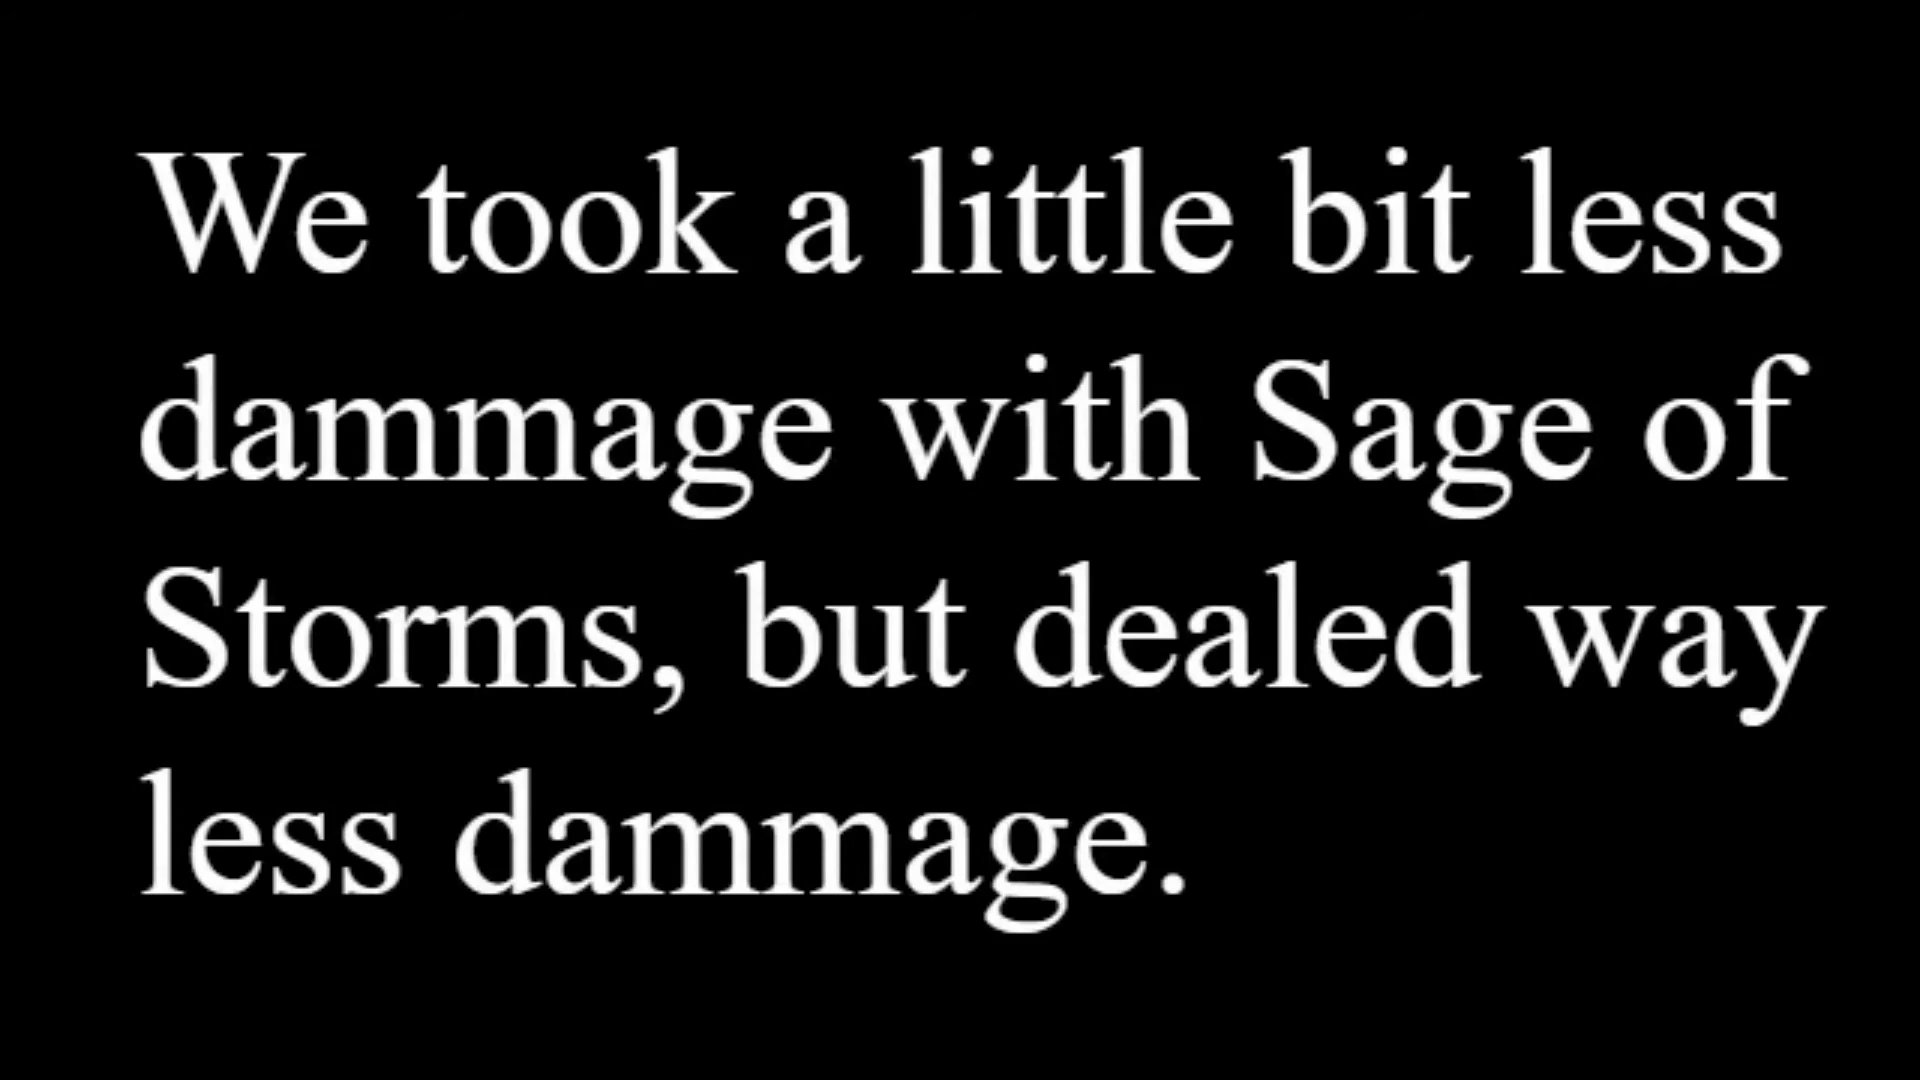 We took a little bit less
dammage with Sage of
Storms, but dealed way
less dammage.